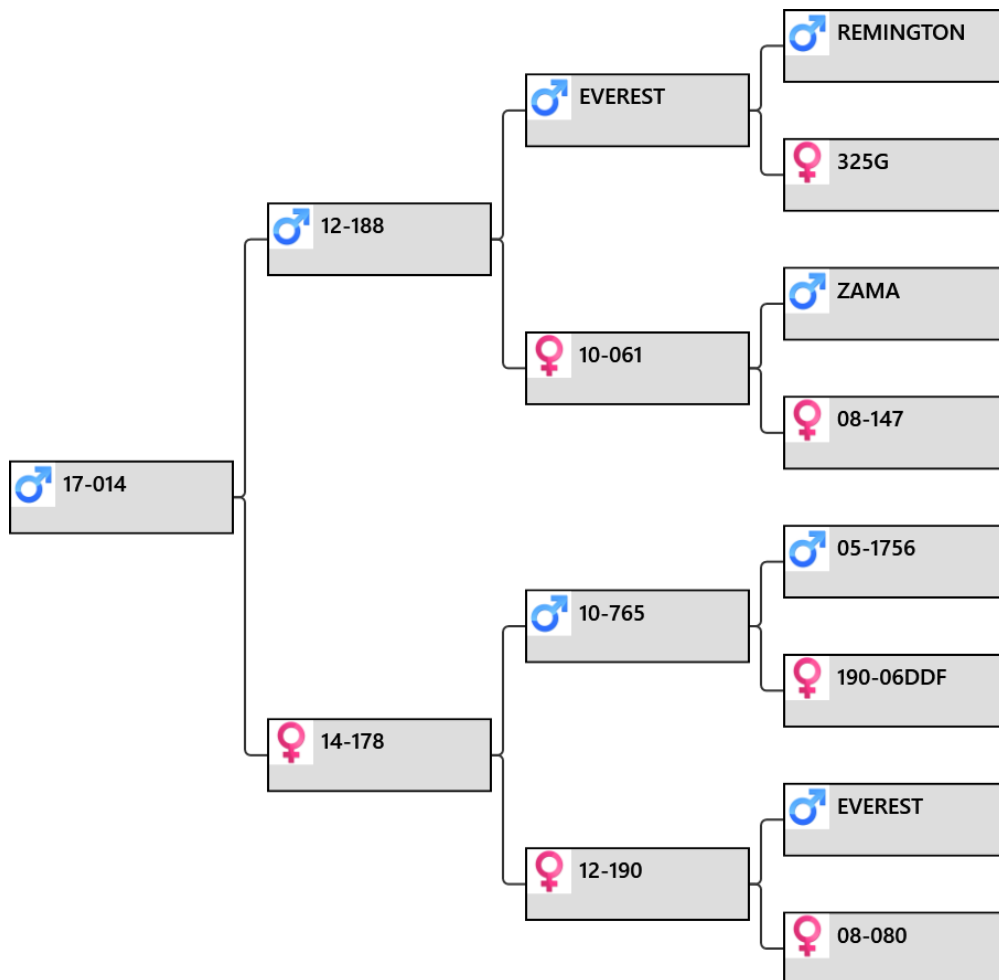 REMINGTON
EVEREST
325G
12-188
ZAMA
10-061
08-147
17-014
05-1756
10-765
190-06DDF
14-178
EVEREST
12-190
08-080